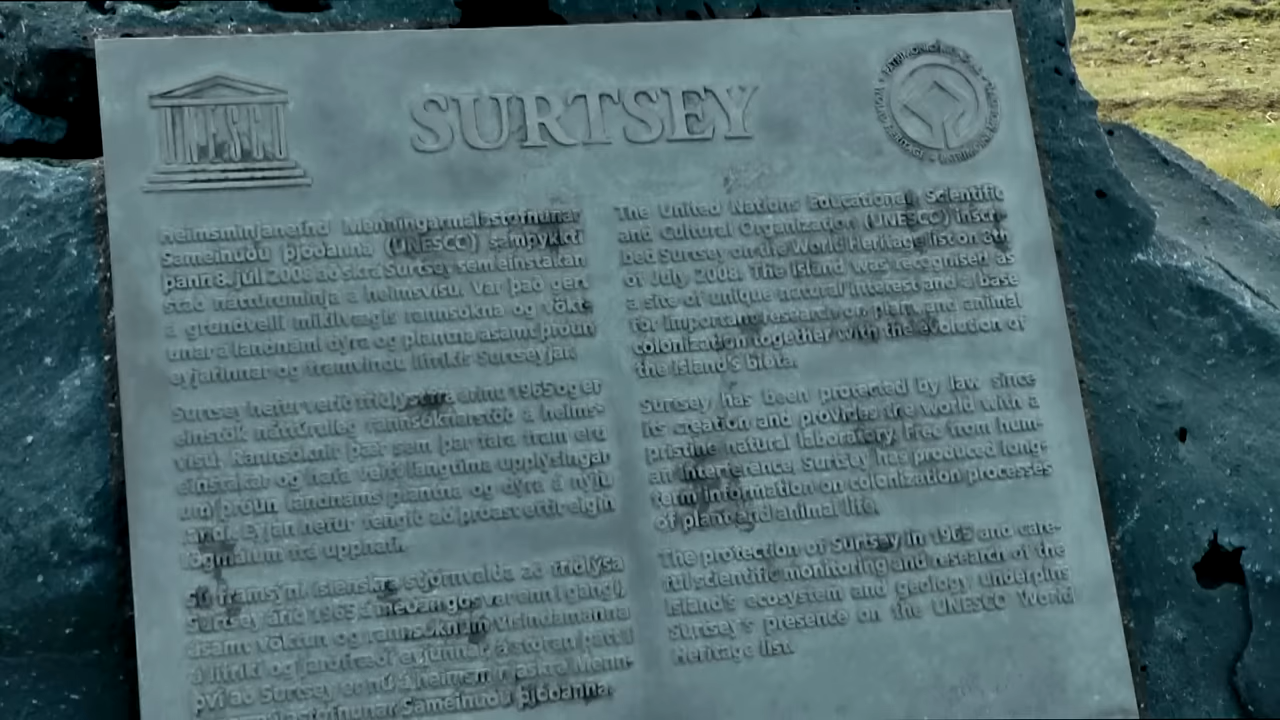 UNESCO
SURTSEY
WORLD HERITAGE • PATRIMOINE MONDIAL • PATRIMONIO MUNDIAL
Heimsminjanefnd Menningarmálastofnunar
Sameinuðu þjóðanna (UNESCO) samþykkti
þann 8. júlí 2008 að skrá Surtsey sem einstakan
stað náttúruminja á heimsvísu. Var það gert
á grundvelli mikilvægis rannsókna og vökt-
unar á landnámi dýra og plantna ásamt þróun
eyjarinnar og framvindu lífríkis Surtseyjar.
Surtsey hefur verið friðlýst frá árinu 1965 og er
einstök náttúruleg rannsóknarstöð á heims-
vísu. Rannsóknir þær sem þar fara fram eru
einstakar og hafa veitt langtíma upplýsingar
um þróun landnáms plantna og dýra á nýju
landi. Eyjan hefur fengið að þróast eftir eigin
lögmálum frá upphafi.
Sú framsýni íslenskra stjórnvalda að friðlýsa
Surtsey árið 1965 á meðan gos var enn í gangi,
ásamt vöktun og rannsóknum vísindamanna
á lífríki og jarðfræði eyjunnar, á stóran þátt í
því að Surtsey er nú á heimsminjaskrá Menn-
ingarmálastofnunar Sameinuðu þjóðanna.
The United Nations Educational, Scientific
and Cultural Organization (UNESCO) inscri-
bed Surtsey on the World Heritage list on 8th
of July 2008. The island was recognised as
a site of unique natural interest and a base
for important research on plant and animal
colonization together with the evolution of
the island's biota.
Surtsey has been protected by law since
its creation and provides the world with a
pristine natural laboratory. Free from hum-
an interference, Surtsey has produced long-
term information on colonization processes
of plant and animal life.
The protection of Surtsey in 1965 and care-
ful scientific monitoring and research of the
island's ecosystem and geology underpins
Surtsey's presence on the UNESCO World
Heritage list.